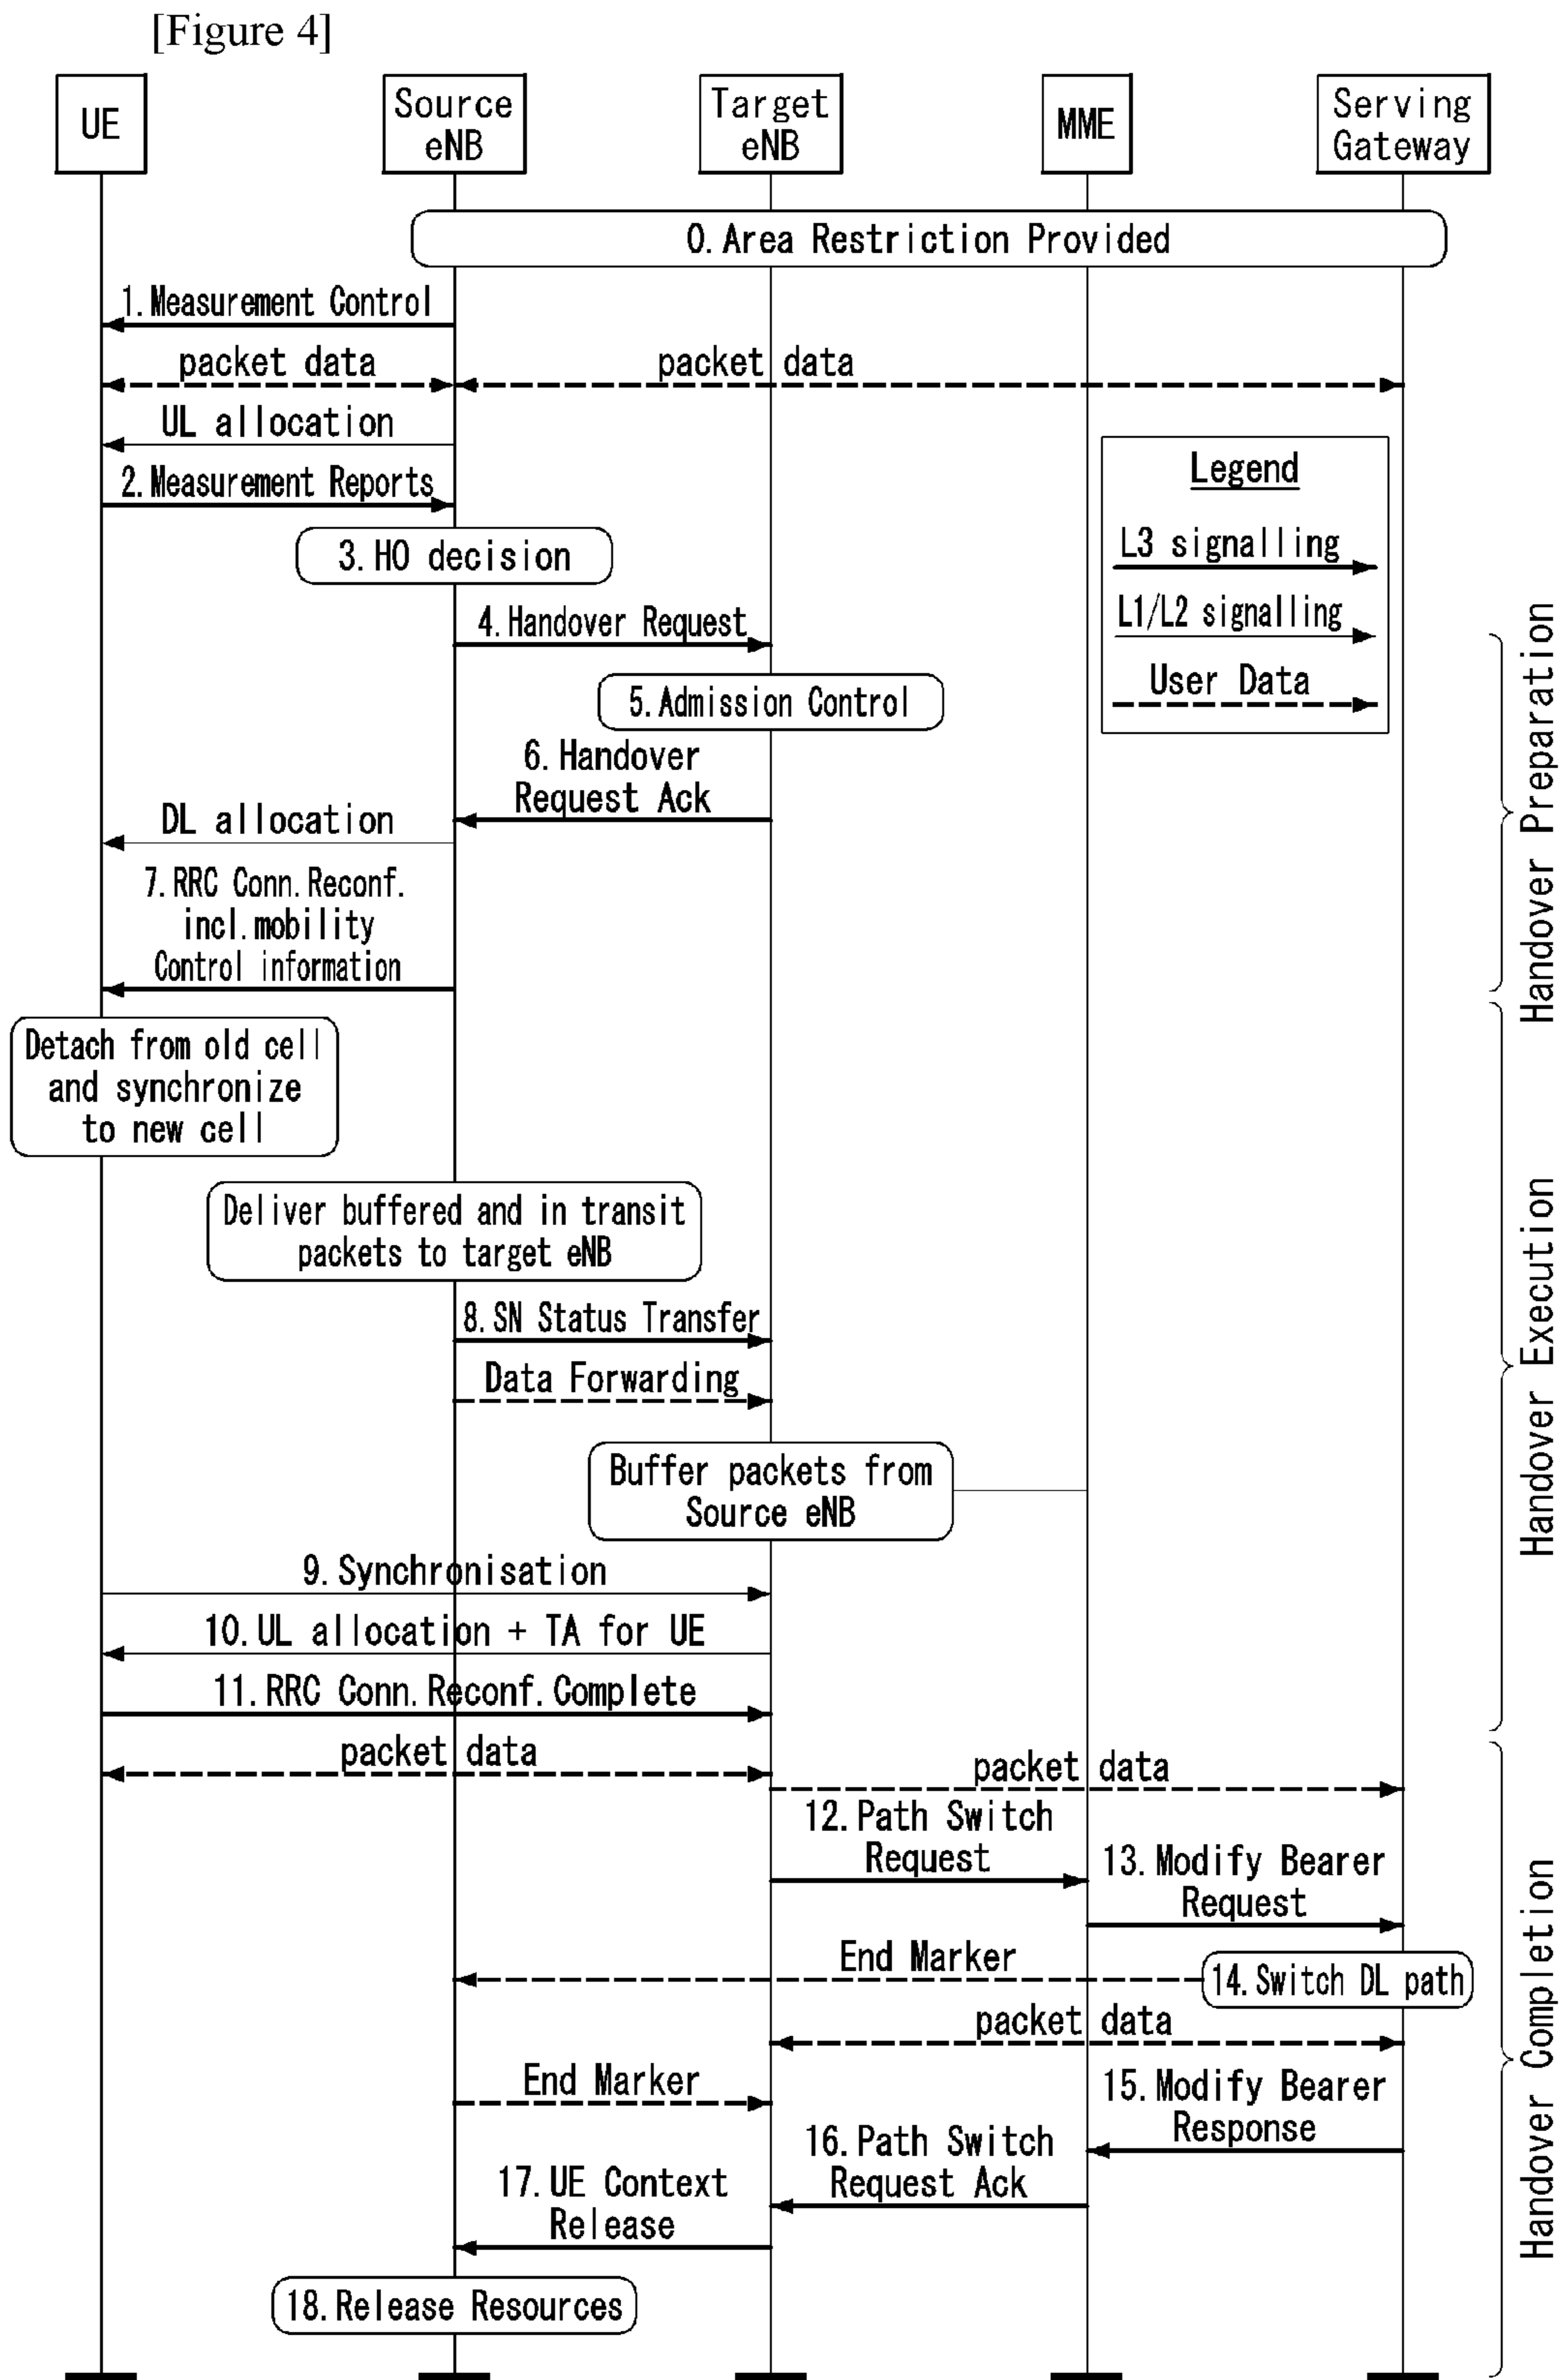 [Figure 4]
UE
Source
eNB
Target
eNB
MME
Serving
Gateway
0.Area Restriction Provided
1.Measurement Control
packet data
packet data
UL allocation
2.Measurement Reports
Legend
L3 signalling
L1/L2 signalling
User Data
3.HO decision
4.Handover Request
5.Admission Control
6.Handover
Request Ack
DL allocation
7.RRC Conn.Reconf.
incl.mobility
Control information
Handover Preparation
Detach from old cell
and synchronize
to new cell
Deliver buffered and in transit
packets to target eNB
8.SN Status Transfer
Data Forwarding
Buffer packets from
Source eNB
9.Synchronisation
10.UL allocation + TA for UE
11.RRC Conn.Reconf.Complete
Handover Execution
packet data
packet data
12.Path Switch
Request
13.Modify Bearer
Request
End Marker
14.Switch DL path
packet data
End Marker
15.Modify Bearer
Response
16.Path Switch
Request Ack
17.UE Context
Release
18.Release Resources
Handover Completion